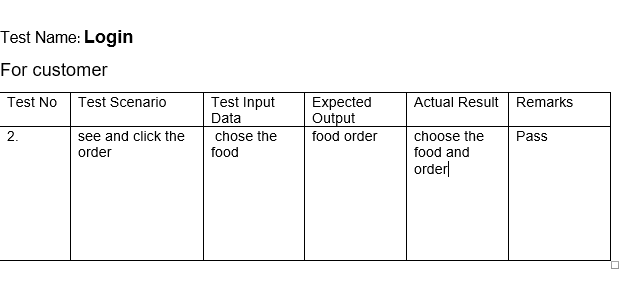 Test Name: Login
For customer
Test No Test Scenario Test Input Data Expected Output Actual Result Remarks
2. see and click the order chose the food food order choose the food and order Pass